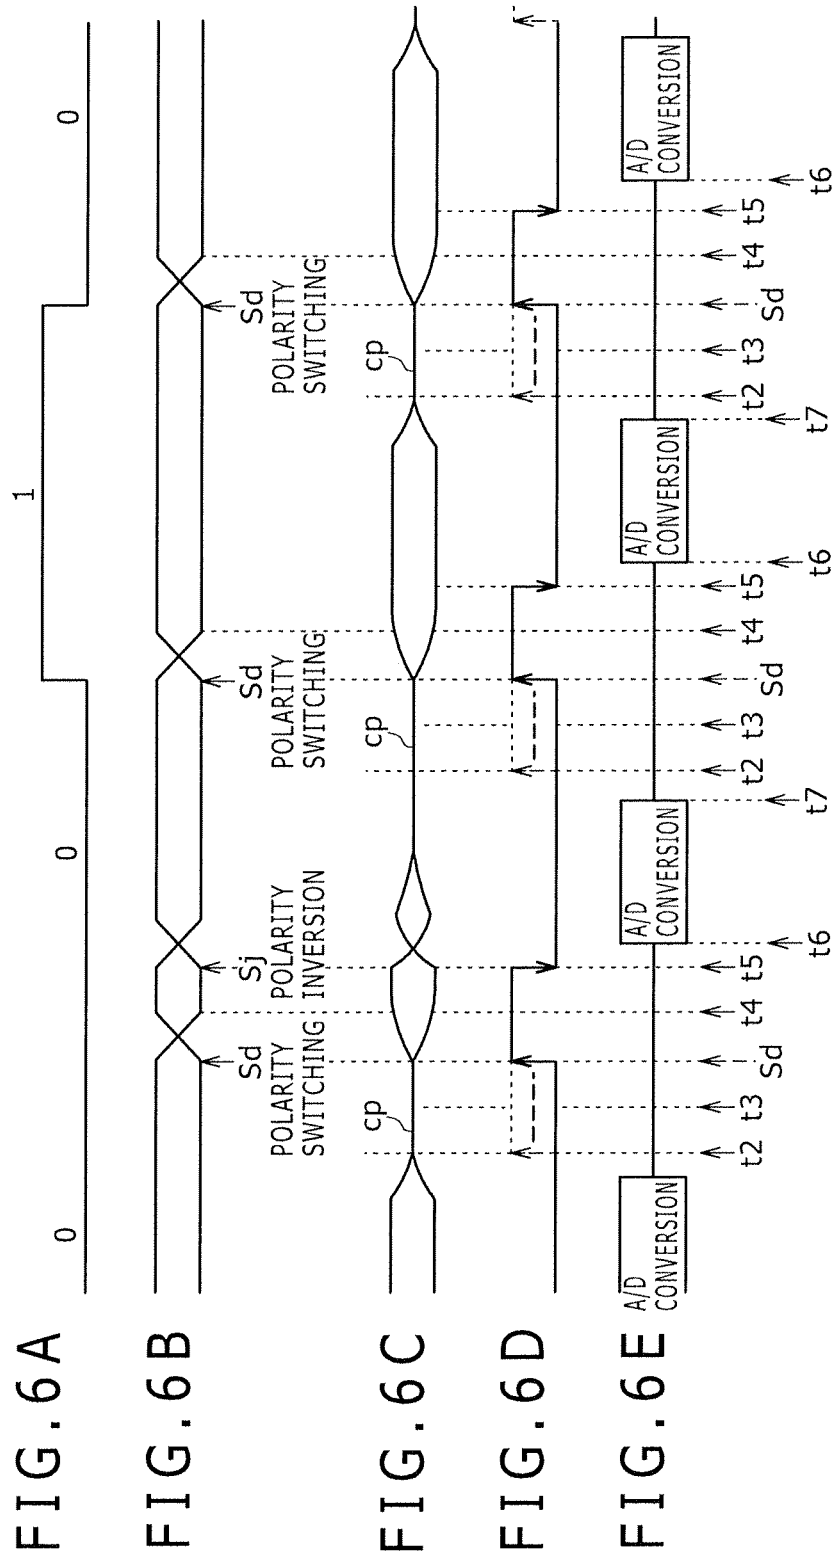 FIG.6A
0
0
1
0
FIG.6B
Sd
POLARITY
SWITCHING
Sj
POLARITY
INVERSION
Sd
POLARITY
SWITCHING
Sd
POLARITY
SWITCHING
FIG.6C
cp
cp
cp
FIG.6D
t2
t3
Sd
t4
t5
t2
t3
Sd
t4
t5
t2
t3
Sd
t4
t5
FIG.6E
A/D
CONVERSION
A/D
CONVERSION
A/D
CONVERSION
A/D
CONVERSION
t6
t7
t6
t7
t6